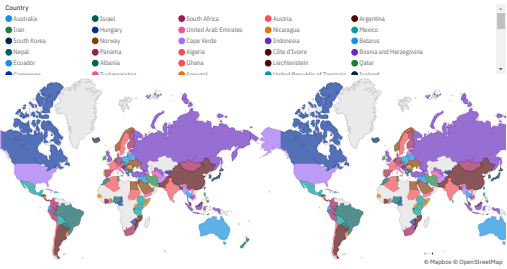 Country
Australia Israel South Africa Austria Argentina
Iran Hungary United Arab Emirates Nicaragua Mexico
South Korea Norway Cape Verde Indonesia Belarus
Nepal Panama Algeria Côte d'Ivoire Bosnia and Herzegovina
Ecuador Albania Ghana Liechtenstein Qatar
© Mapbox © OpenStreetMap